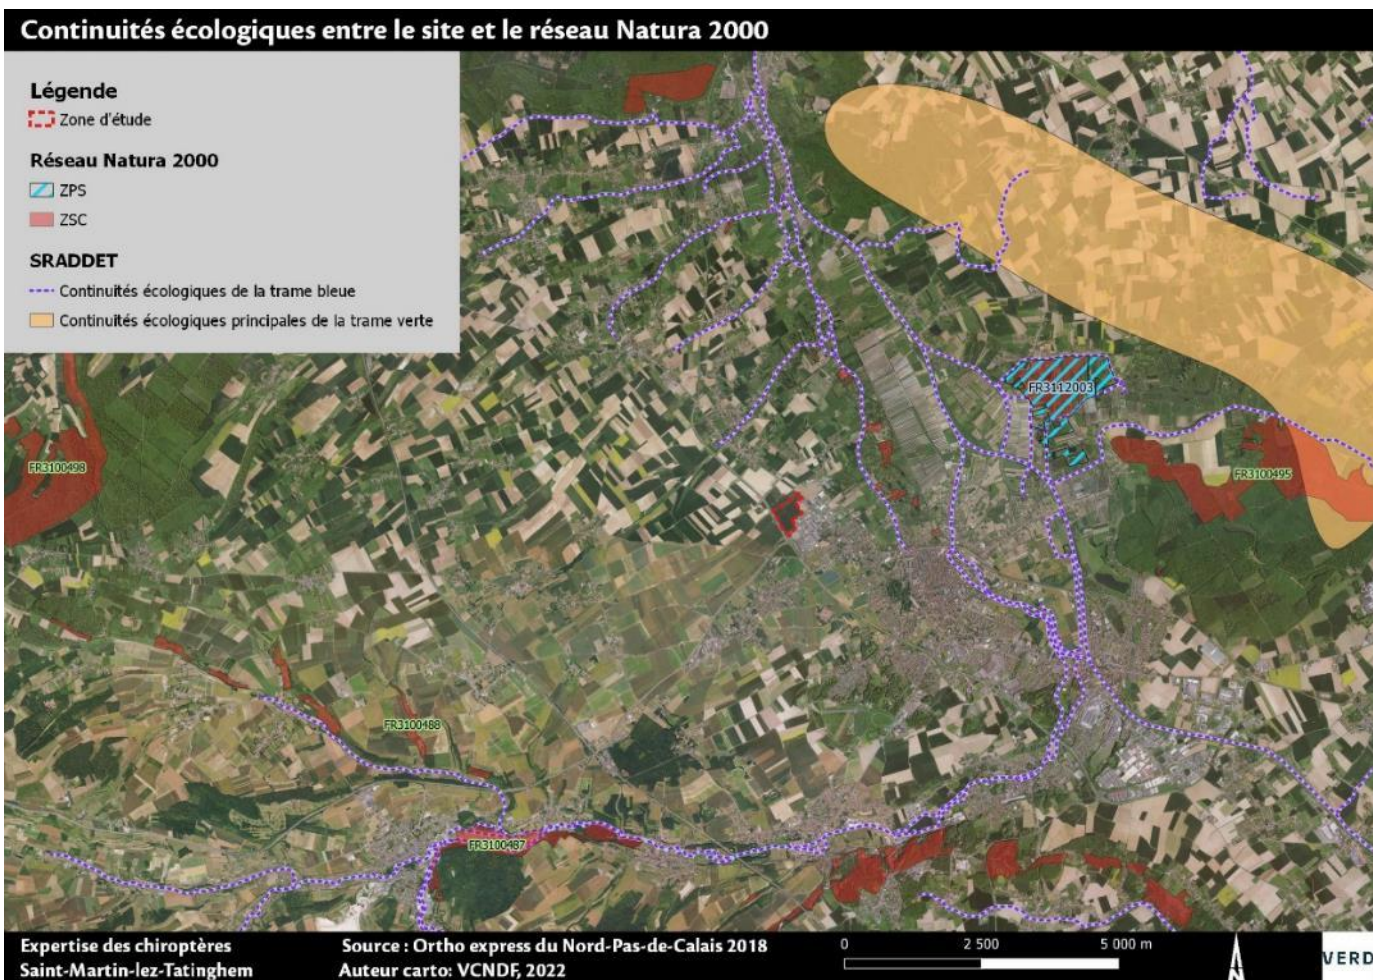 Continuités écologiques entre le site et le réseau Natura 2000
Légende
Zone d'étude
Réseau Natura 2000
ZPS
ZSC
SRADDET
Continuités écologiques de la trame bleue
Continuités écologiques principales de la trame verte
FR3112003
FR3100498
FR3100495
FR3100488
FR3100487
Expertise des chiroptères
Saint-Martin-lez-Tatinghem
Source : Ortho express du Nord-Pas-de-Calais 2018
Auteur carto: VCNDF, 2022
0 2 500 5 000 m
N
VERD